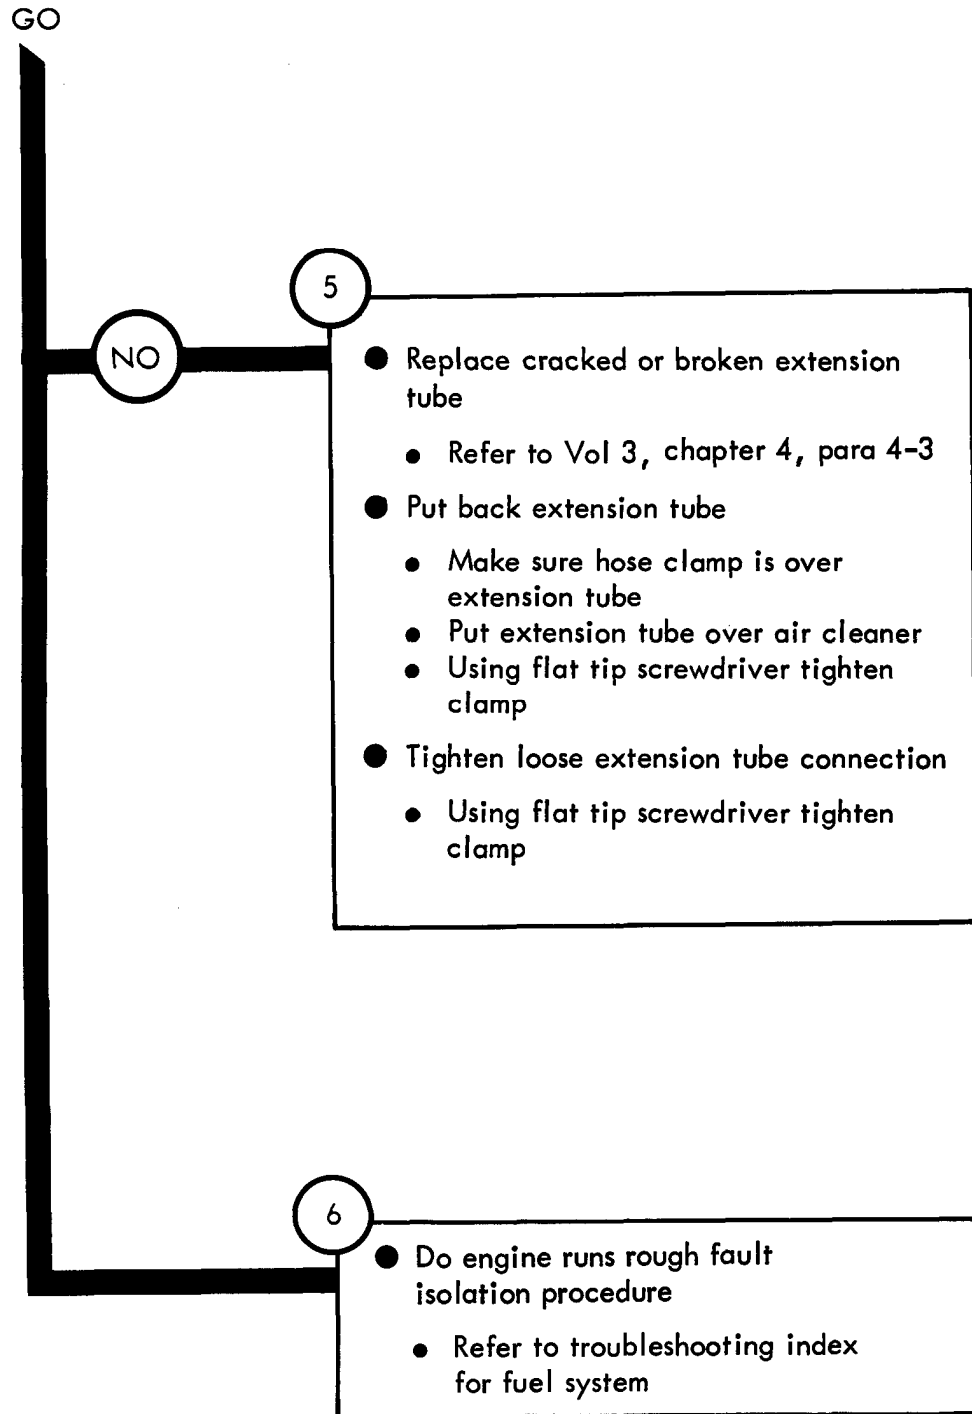 GO
5
NO
● Replace cracked or broken extension
tube
● Refer to Vol 3, chapter 4, para 4-3
● Put back extension tube
● Make sure hose clamp is over
extension tube
● Put extension tube over air cleaner
● Using flat tip screwdriver tighten
clamp
● Tighten loose extension tube connection
● Using flat tip screwdriver tighten
clamp
6
● Do engine runs rough fault
isolation procedure
● Refer to troubleshooting index
for fuel system